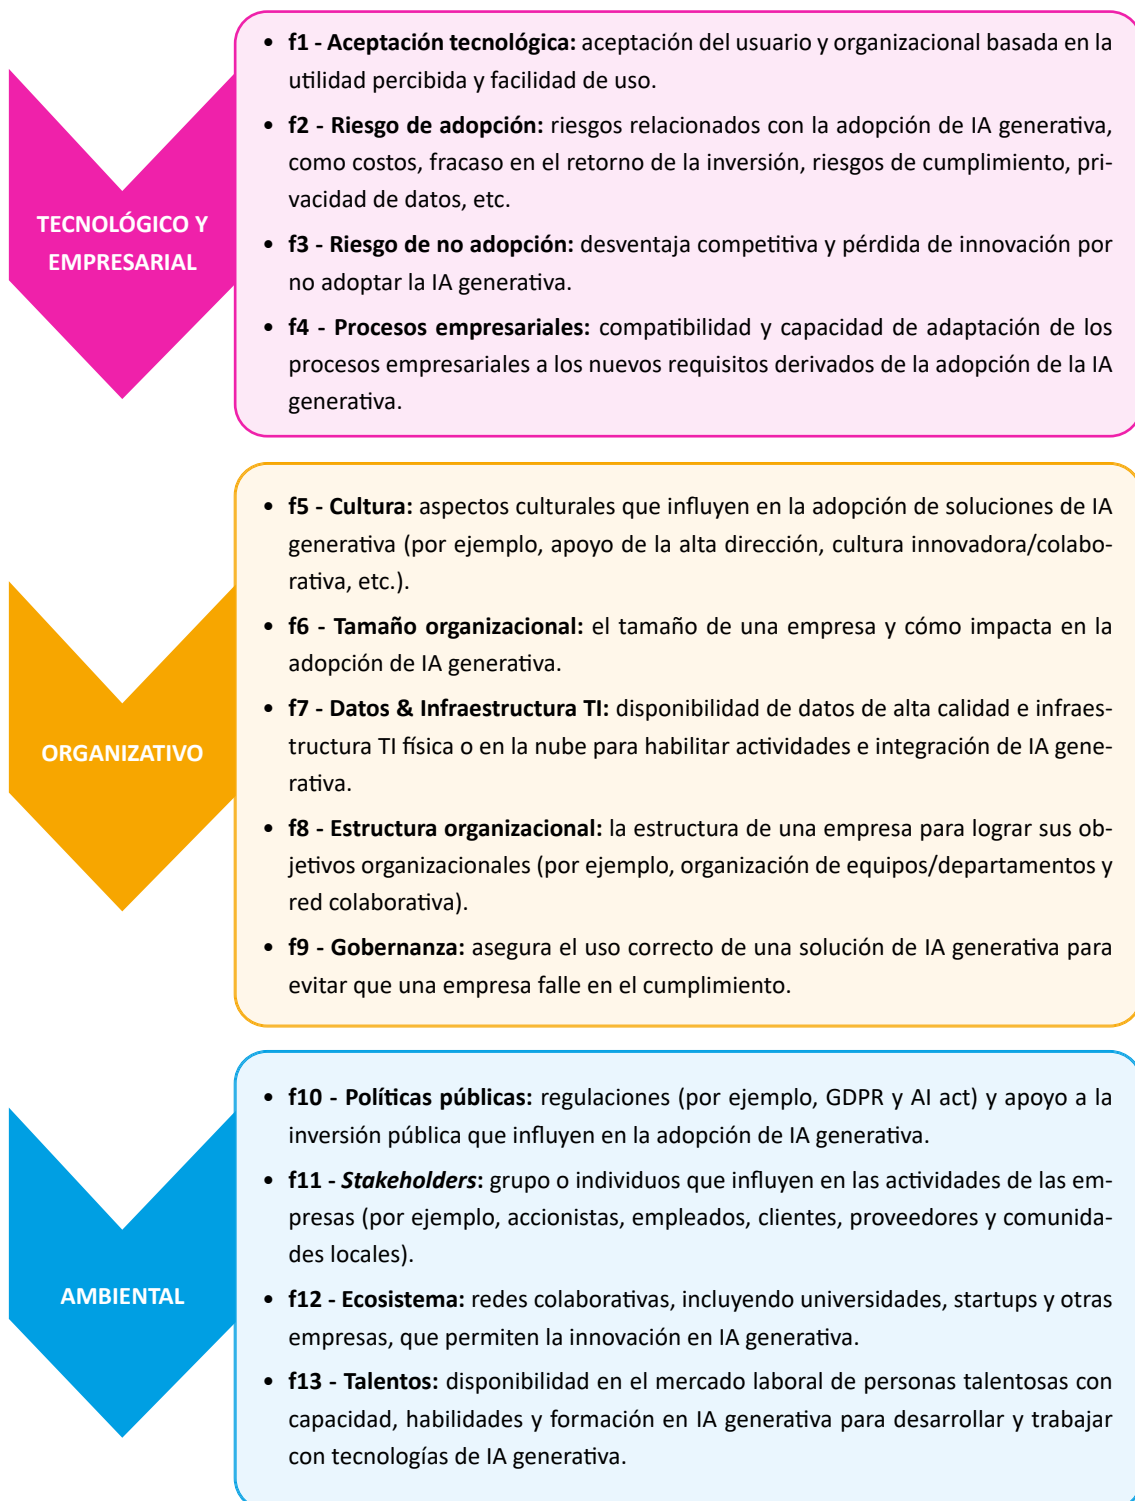 TECNOLÓGICO Y
EMPRESARIAL
• f1 - Aceptación tecnológica: aceptación del usuario y organizacional basada en la
utilidad percibida y facilidad de uso.
• f2 - Riesgo de adopción: riesgos relacionados con la adopción de IA generativa,
como costos, fracaso en el retorno de la inversión, riesgos de cumplimiento, pri-
vacidad de datos, etc.
• f3 - Riesgo de no adopción: desventaja competitiva y pérdida de innovación por
no adoptar la IA generativa.
• f4 - Procesos empresariales: compatibilidad y capacidad de adaptación de los
procesos empresariales a los nuevos requisitos derivados de la adopción de la IA
generativa.
ORGANIZATIVO
• f5 - Cultura: aspectos culturales que influyen en la adopción de soluciones de IA
generativa (por ejemplo, apoyo de la alta dirección, cultura innovadora/colabo-
rativa, etc.).
• f6 - Tamaño organizacional: el tamaño de una empresa y cómo impacta en la
adopción de IA generativa.
• f7 - Datos & Infraestructura TI: disponibilidad de datos de alta calidad e infraes-
tructura TI física o en la nube para habilitar actividades e integración de IA gene-
rativa.
• f8 - Estructura organizacional: la estructura de una empresa para lograr sus ob-
jetivos organizacionales (por ejemplo, organización de equipos/departamentos y
red colaborativa).
• f9 - Gobernanza: asegura el uso correcto de una solución de IA generativa para
evitar que una empresa falle en el cumplimiento.
AMBIENTAL
• f10 - Políticas públicas: regulaciones (por ejemplo, GDPR y AI act) y apoyo a la
inversión pública que influyen en la adopción de IA generativa.
• f11 - Stakeholders: grupo o individuos que influyen en las actividades de las em-
presas (por ejemplo, accionistas, empleados, clientes, proveedores y comunida-
des locales).
• f12 - Ecosistema: redes colaborativas, incluyendo universidades, startups y otras
empresas, que permiten la innovación en IA generativa.
• f13 - Talentos: disponibilidad en el mercado laboral de personas talentosas con
capacidad, habilidades y formación en IA generativa para desarrollar y trabajar
con tecnologías de IA generativa.